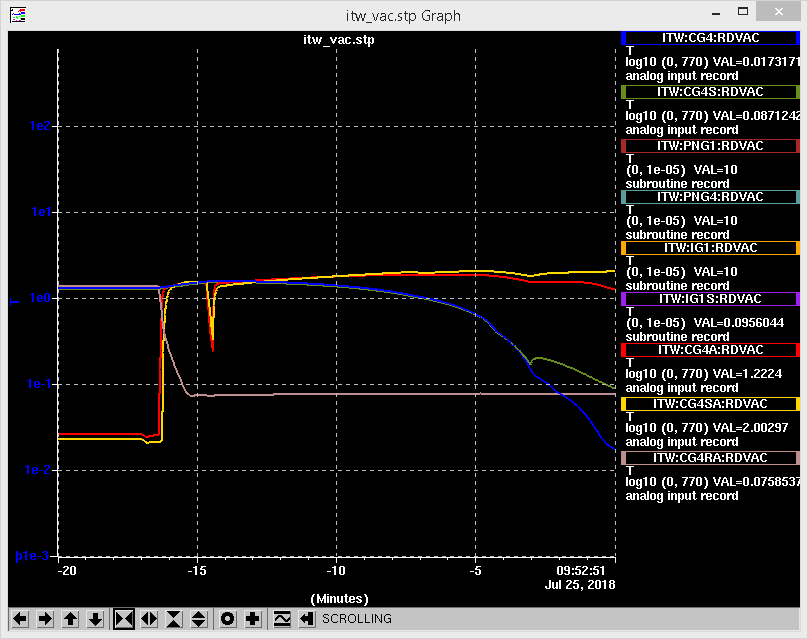 itw_vac.stp Graph
itw_vac.stp
1e2
1e1
1e0
1e-1
1e-2
p1e-3
T
-20
-15
-10
-5
09:52:51
Jul 25, 2018
(Minutes)
ITW:CG4:RDVAC
T
log10 (0, 770) VAL=0.0173171
analog input record
ITW:CG4S:RDVAC
T
log10 (0, 770) VAL=0.0871242
analog input record
ITW:PNG1:RDVAC
T
(0, 1e-05) VAL=10
subroutine record
ITW:PNG4:RDVAC
T
(0, 1e-05) VAL=10
subroutine record
ITW:IG1:RDVAC
T
(0, 1e-05) VAL=10
subroutine record
ITW:IG1S:RDVAC
T
(0, 1e-05) VAL=0.0956044
subroutine record
ITW:CG4A:RDVAC
T
log10 (0, 770) VAL=1.2224
analog input record
ITW:CG4SA:RDVAC
T
log10 (0, 770) VAL=2.00297
analog input record
ITW:CG4RA:RDVAC
T
log10 (0, 770) VAL=0.0758537
analog input record
SCROLLING